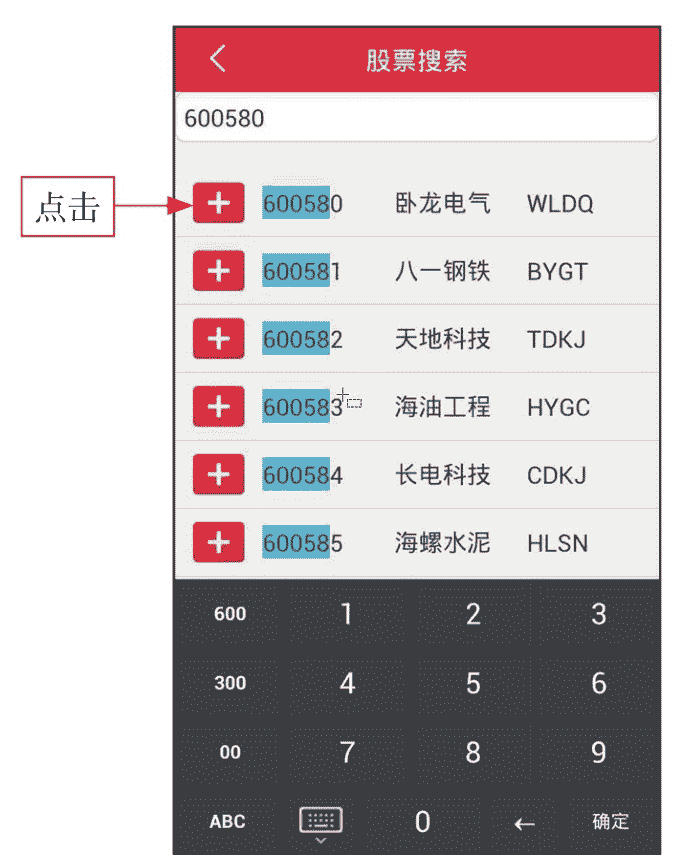 股票搜索
600580
点击
600580 卧龙电气 WLDQ
600581 八一钢铁 BYGT
600582 天地科技 TDKJ
600583 海油工程 HYGC
600584 长电科技 CDKJ
600585 海螺水泥 HLSN
600 1 2 3
300 4 5 6
00 7 8 9
ABC 0 ← 确定